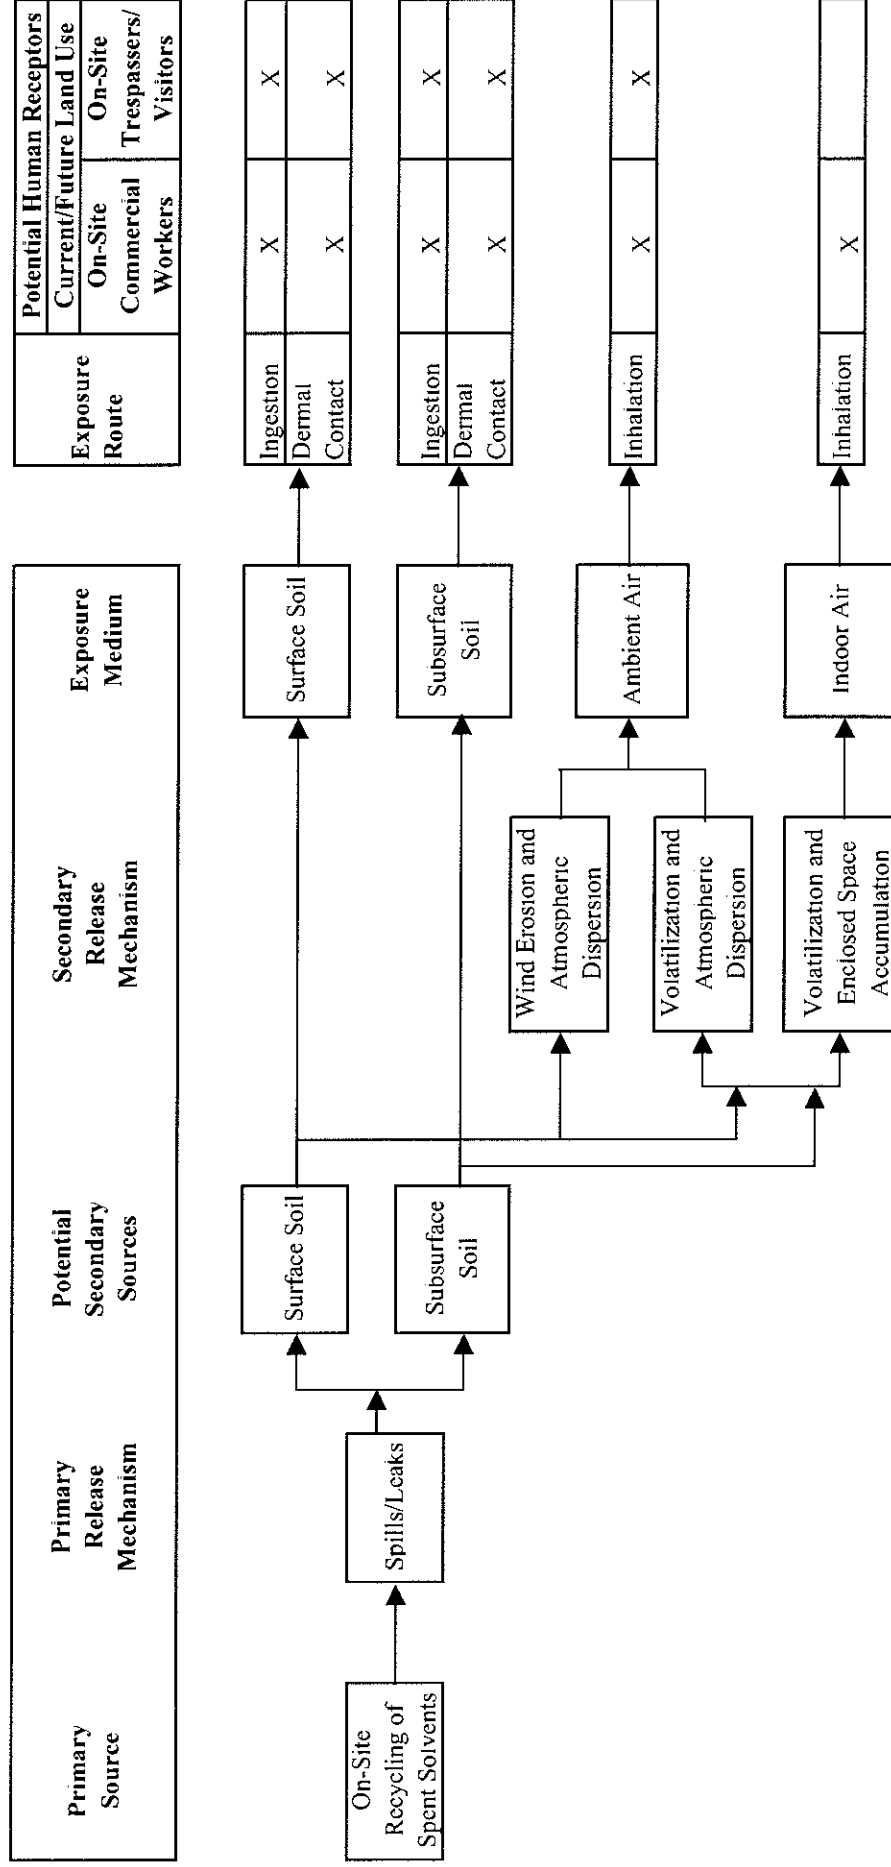 Primary
Source
Primary
Release
Mechanism
Potential
Secondary
Sources
Secondary
Release
Mechanism
Exposure
Medium
Exposure
Route
Potential Human Receptors
Current/Future Land Use
On-Site
Commercial
Workers
On-Site
Trespassers/
Visitors
On-Site
Recycling of
Spent Solvents
Spills/Leaks
Surface Soil
Subsurface
Soil
Wind Erosion and
Atmospheric
Dispersion
Volatilization and
Atmospheric
Dispersion
Volatilization and
Enclosed Space
Accumulation
Surface Soil
Ingestion X X
Dermal
Contact X X
Subsurface
Soil
Ingestion X X
Dermal
Contact X X
Ambient Air
Inhalation X X
Indoor Air
Inhalation X